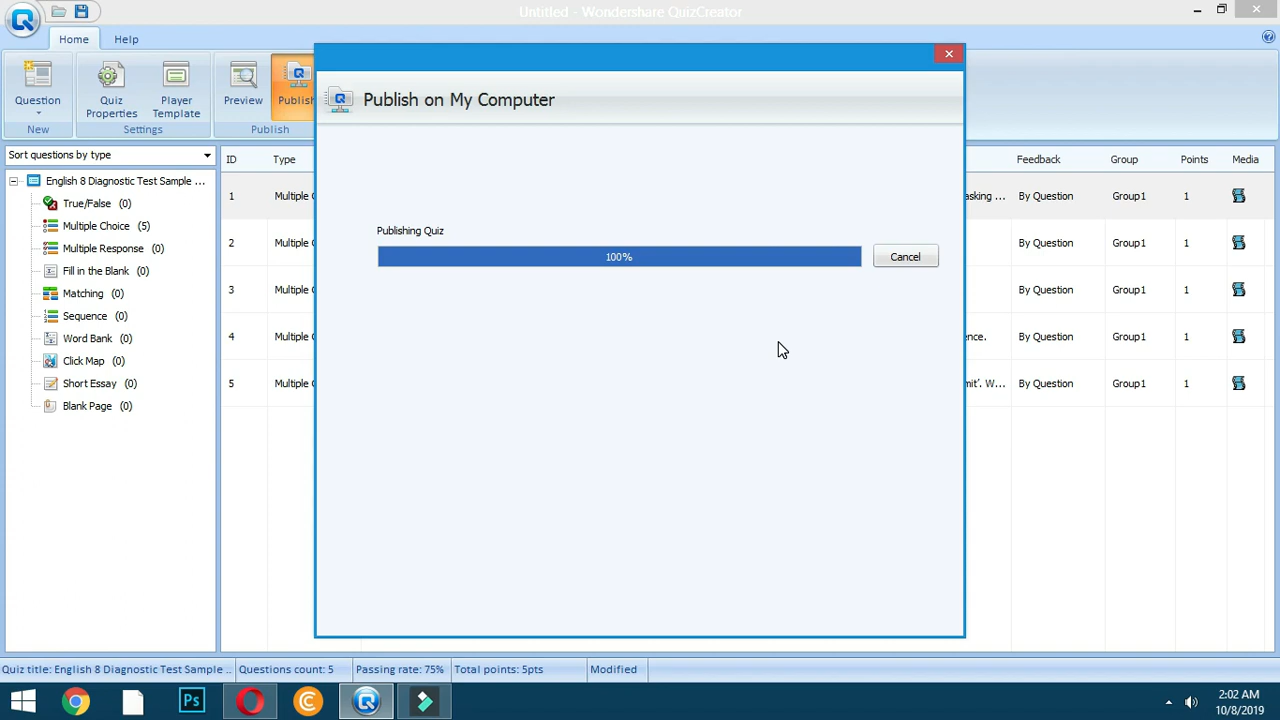 Untitled - Wondershare QuizCreator
Home Help
Question
Quiz Properties
Player Template
Preview
Publish
New
Settings
Publish
Publish on My Computer
Sort questions by type
ID Type Feedback Group Points Media
English 8 Diagnostic Test Sample ...
True/False (0)
Multiple Choice (5)
Multiple Response (0)
Fill in the Blank (0)
Matching (0)
Sequence (0)
Word Bank (0)
Click Map (0)
Short Essay (0)
Blank Page (0)
1 Multiple asking ... By Question Group1 1
2 Multiple By Question Group1 1
3 Multiple By Question Group1 1
4 Multiple ence. By Question Group1 1
5 Multiple mit'. W... By Question Group1 1
Publishing Quiz
100%
Cancel
Quiz title: English 8 Diagnostic Test Sample .. Questions count: 5 Passing rate: 75% Total points: 5pts Modified
Ps
2:02 AM
10/8/2019